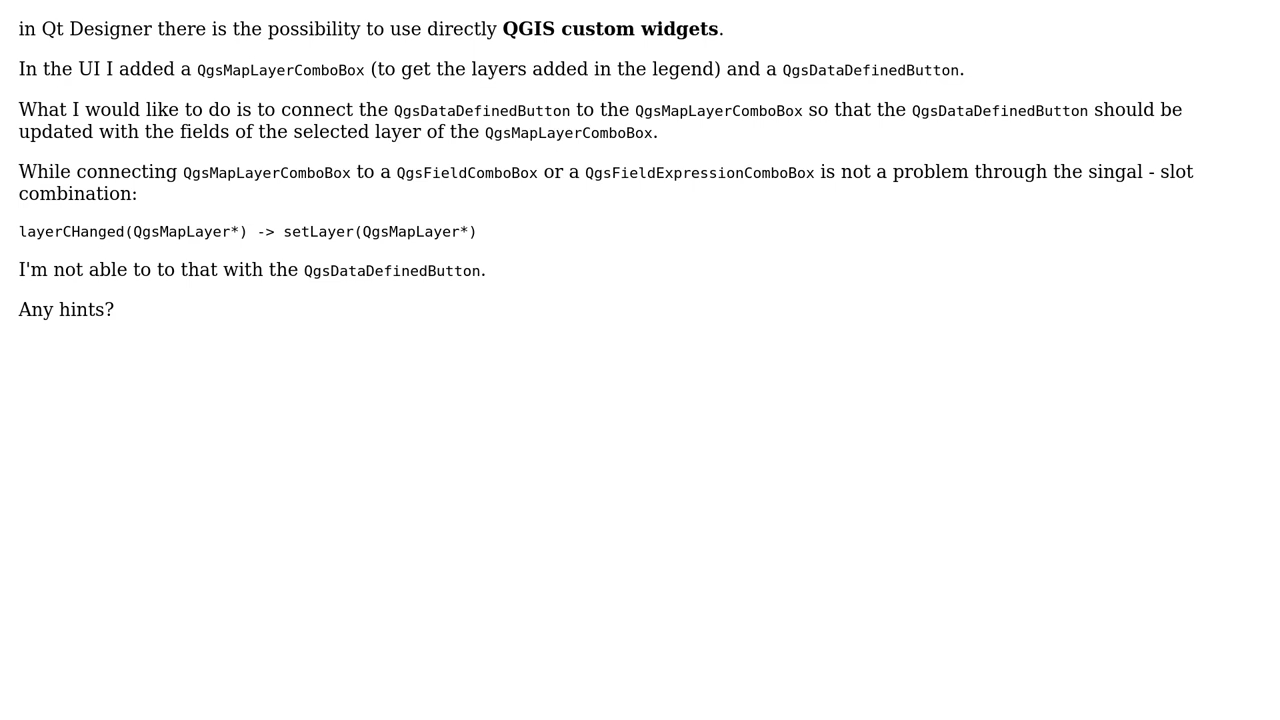 in Qt Designer there is the possibility to use directly QGIS custom widgets.
In the UI I added a QgsMapLayerComboBox (to get the layers added in the legend) and a QgsDataDefinedButton.
What I would like to do is to connect the QgsDataDefinedButton to the QgsMapLayerComboBox so that the QgsDataDefinedButton should be
updated with the fields of the selected layer of the QgsMapLayerComboBox.
While connecting QgsMapLayerComboBox to a QgsFieldComboBox or a QgsFieldExpressionComboBox is not a problem through the singal - slot
combination:
layerCHanged(QgsMapLayer*) -> setLayer(QgsMapLayer*)
I'm not able to to that with the QgsDataDefinedButton.
Any hints?